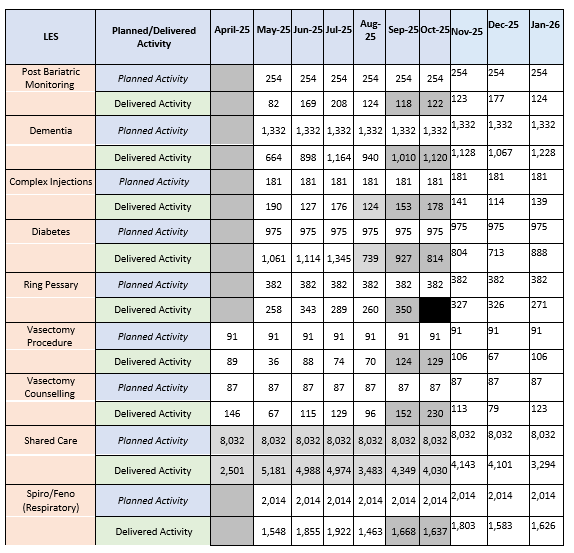 LES Planned/Delivered Activity April-25 May-25 Jun-25 Jul-25 Aug-25 Sep-25 Oct-25 Nov-25 Dec-25 Jan-26
Post Bariatric Monitoring Planned Activity 254 254 254 254 254 254 254 254 254
Delivered Activity 82 169 208 124 118 122 123 177 124
Dementia Planned Activity 1,332 1,332 1,332 1,332 1,332 1,332 1,332 1,332 1,332
Delivered Activity 664 898 1,164 940 1,010 1,120 1,128 1,067 1,228
Complex Injections Planned Activity 181 181 181 181 181 181 181 181 181
Delivered Activity 190 127 176 124 153 178 141 114 139
Diabetes Planned Activity 975 975 975 975 975 975 975 975 975
Delivered Activity 1,061 1,114 1,345 739 927 814 804 713 888
Ring Pessary Planned Activity 382 382 382 382 382 382 382 382 382
Delivered Activity 258 343 289 260 350 327 326 271
Vasectomy Procedure Planned Activity 91 91 91 91 91 91 91 91 91 91
Delivered Activity 89 36 88 74 70 124 129 106 67 106
Vasectomy Counselling Planned Activity 87 87 87 87 87 87 87 87 87 87
Delivered Activity 146 67 115 129 96 152 230 113 79 123
Shared Care Planned Activity 8,032 8,032 8,032 8,032 8,032 8,032 8,032 8,032 8,032 8,032
Delivered Activity 2,501 5,181 4,988 4,974 3,483 4,349 4,030 4,143 4,101 3,294
Spiro/Feno (Respiratory) Planned Activity 2,014 2,014 2,014 2,014 2,014 2,014 2,014 2,014 2,014
Delivered Activity 1,548 1,855 1,922 1,463 1,668 1,637 1,803 1,583 1,626